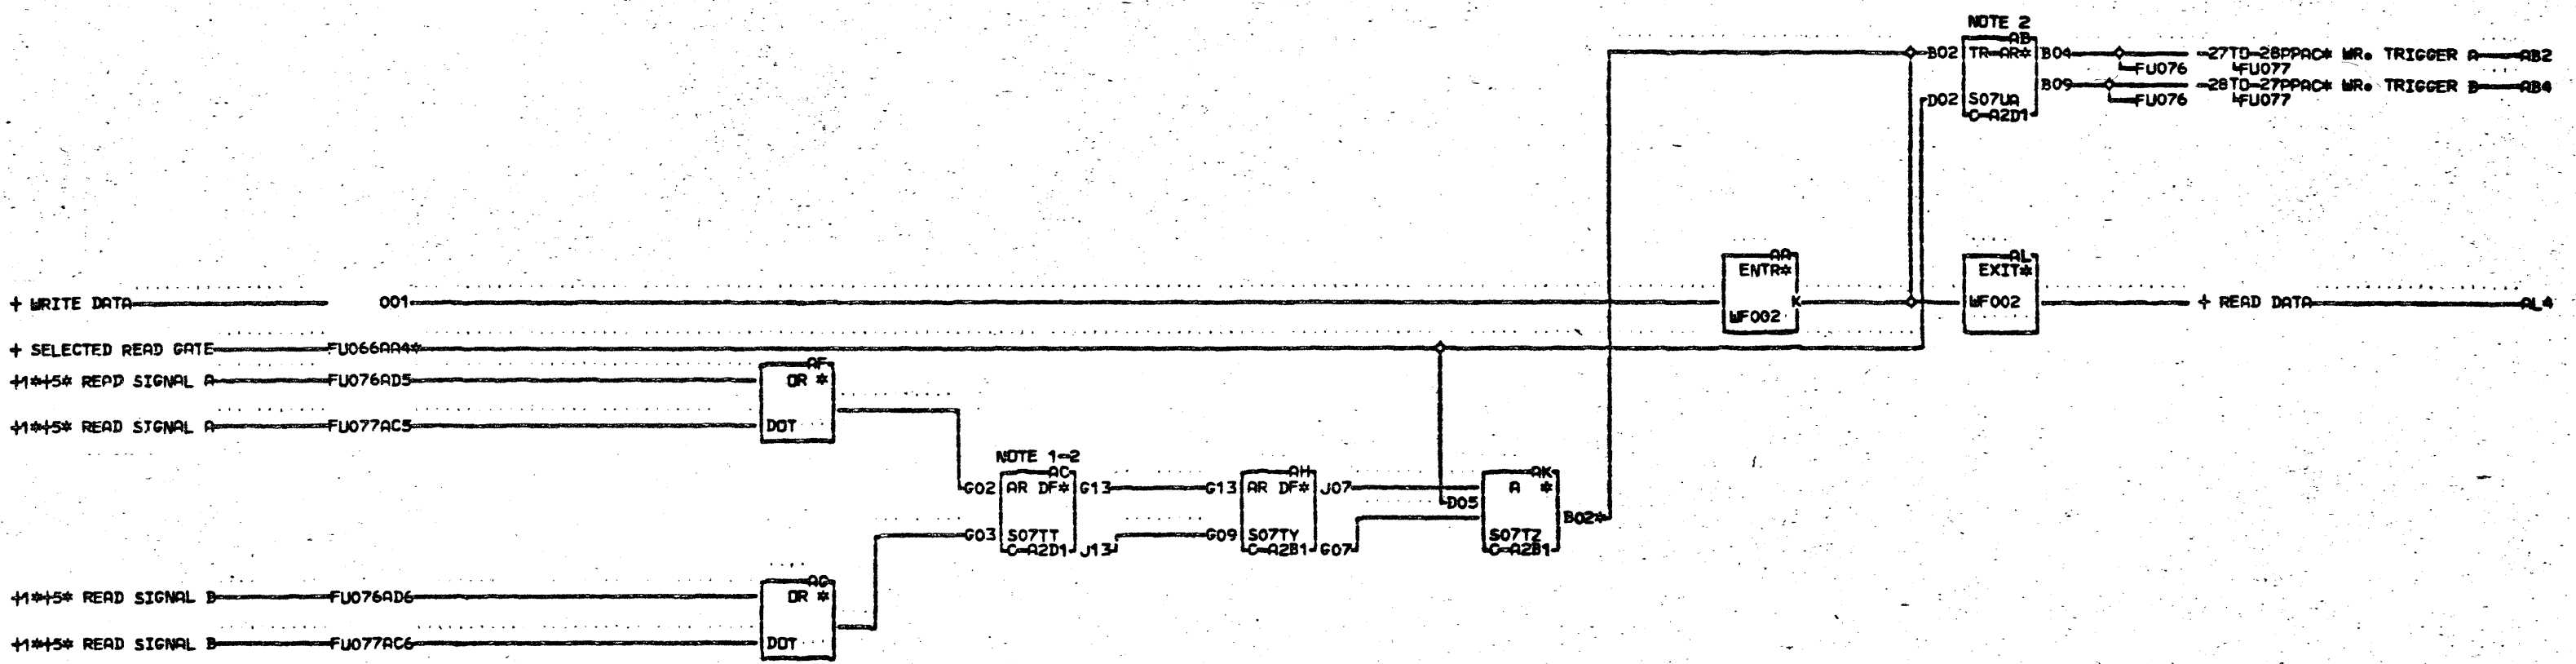 NOTE 2
AB
B02 TR-AR* B04 -27TO-28PPAC* WR. TRIGGER A AB2
FU076 FU077
B09 -28TO-27PPAC* WR. TRIGGER B AB4
D02 S07UA FU076 FU077
C-A2D1
AA AL
ENTR* EXIT*
+ WRITE DATA 001 K WF002 + READ DATA AL4
WF002
+ SELECTED READ GATE FU066AA4*
AF
+1*+5* READ SIGNAL A FU076AD5 OR *
+1*+5* READ SIGNAL A FU077AC5 DOT
NOTE 1-2
AC AH AK
G02 AR DF* G13 G13 AR DF* J07 A *
D05
B02*
G03 S07TT G09 S07TY S07TZ
C-A2D1 J13 C-A2B1 G07 C-A2B1
AG
+1*+5* READ SIGNAL B FU076AD6 OR *
+1*+5* READ SIGNAL B FU077AC6 DOT